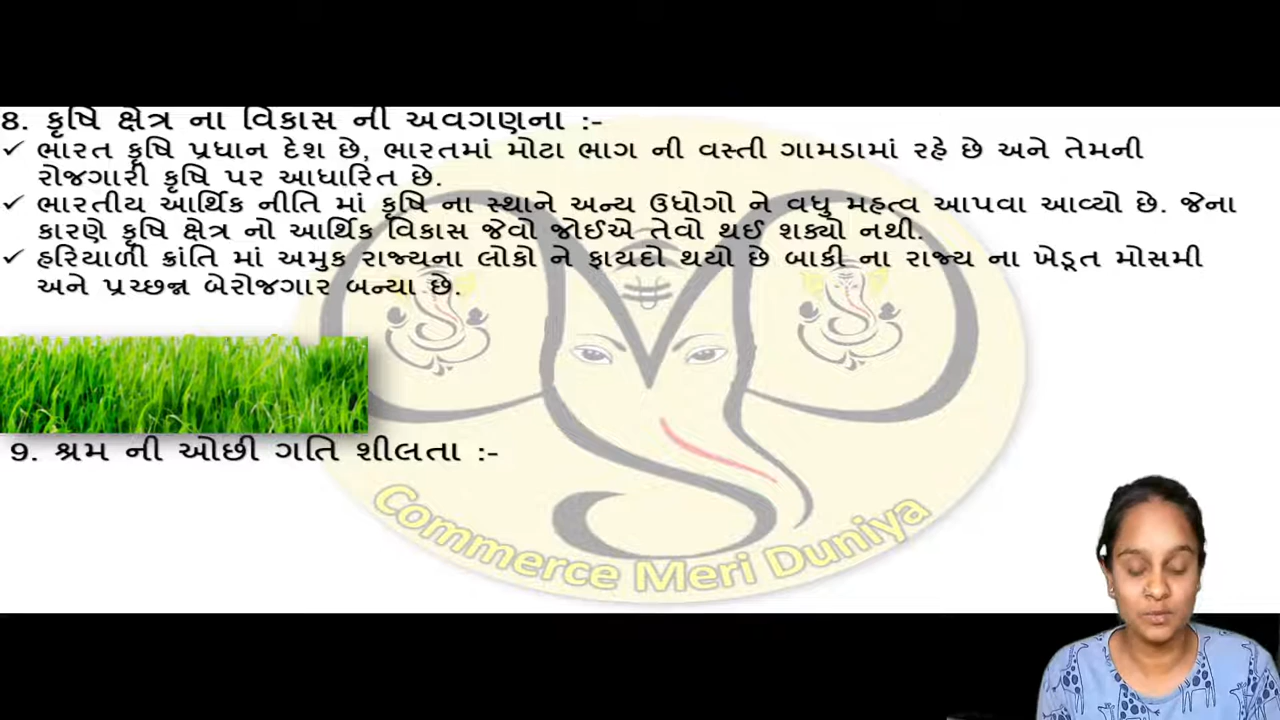 8. કૃષિ ક્ષેત્ર ના વિકાસ ની અવગણના :-
✓ ભારત કૃષિ પ્રધાન દેશ છે, ભારતમાં મોટા ભાગ ની વસ્તી ગામડામાં રહે છે અને તેમની
રોજગારી કૃષિ પર આધારિત છે.
✓ ભારતીય આર્થિક નીતિ માં કૃષિ ના સ્થાને અન્ય ઉધોગો ને વધુ મહત્વ આપવા આવ્યો છે. જેના
કારણે કૃષિ ક્ષેત્ર નો આર્થિક વિકાસ જેવો જોઈએ તેવો થઈ શક્યો નથી.
✓ હરિયાળી ક્રાંતિ માં અમુક રાજ્યના લોકો ને ફાયદો થયો છે બાકી ના રાજ્ય ના ખેડૂત મોસમી
અને પ્રચ્છન્ન બેરોજગાર બન્યા છે.
9. શ્રમ ની ઓછી ગતિ શીલતા :-
Commerce Meri Duniya